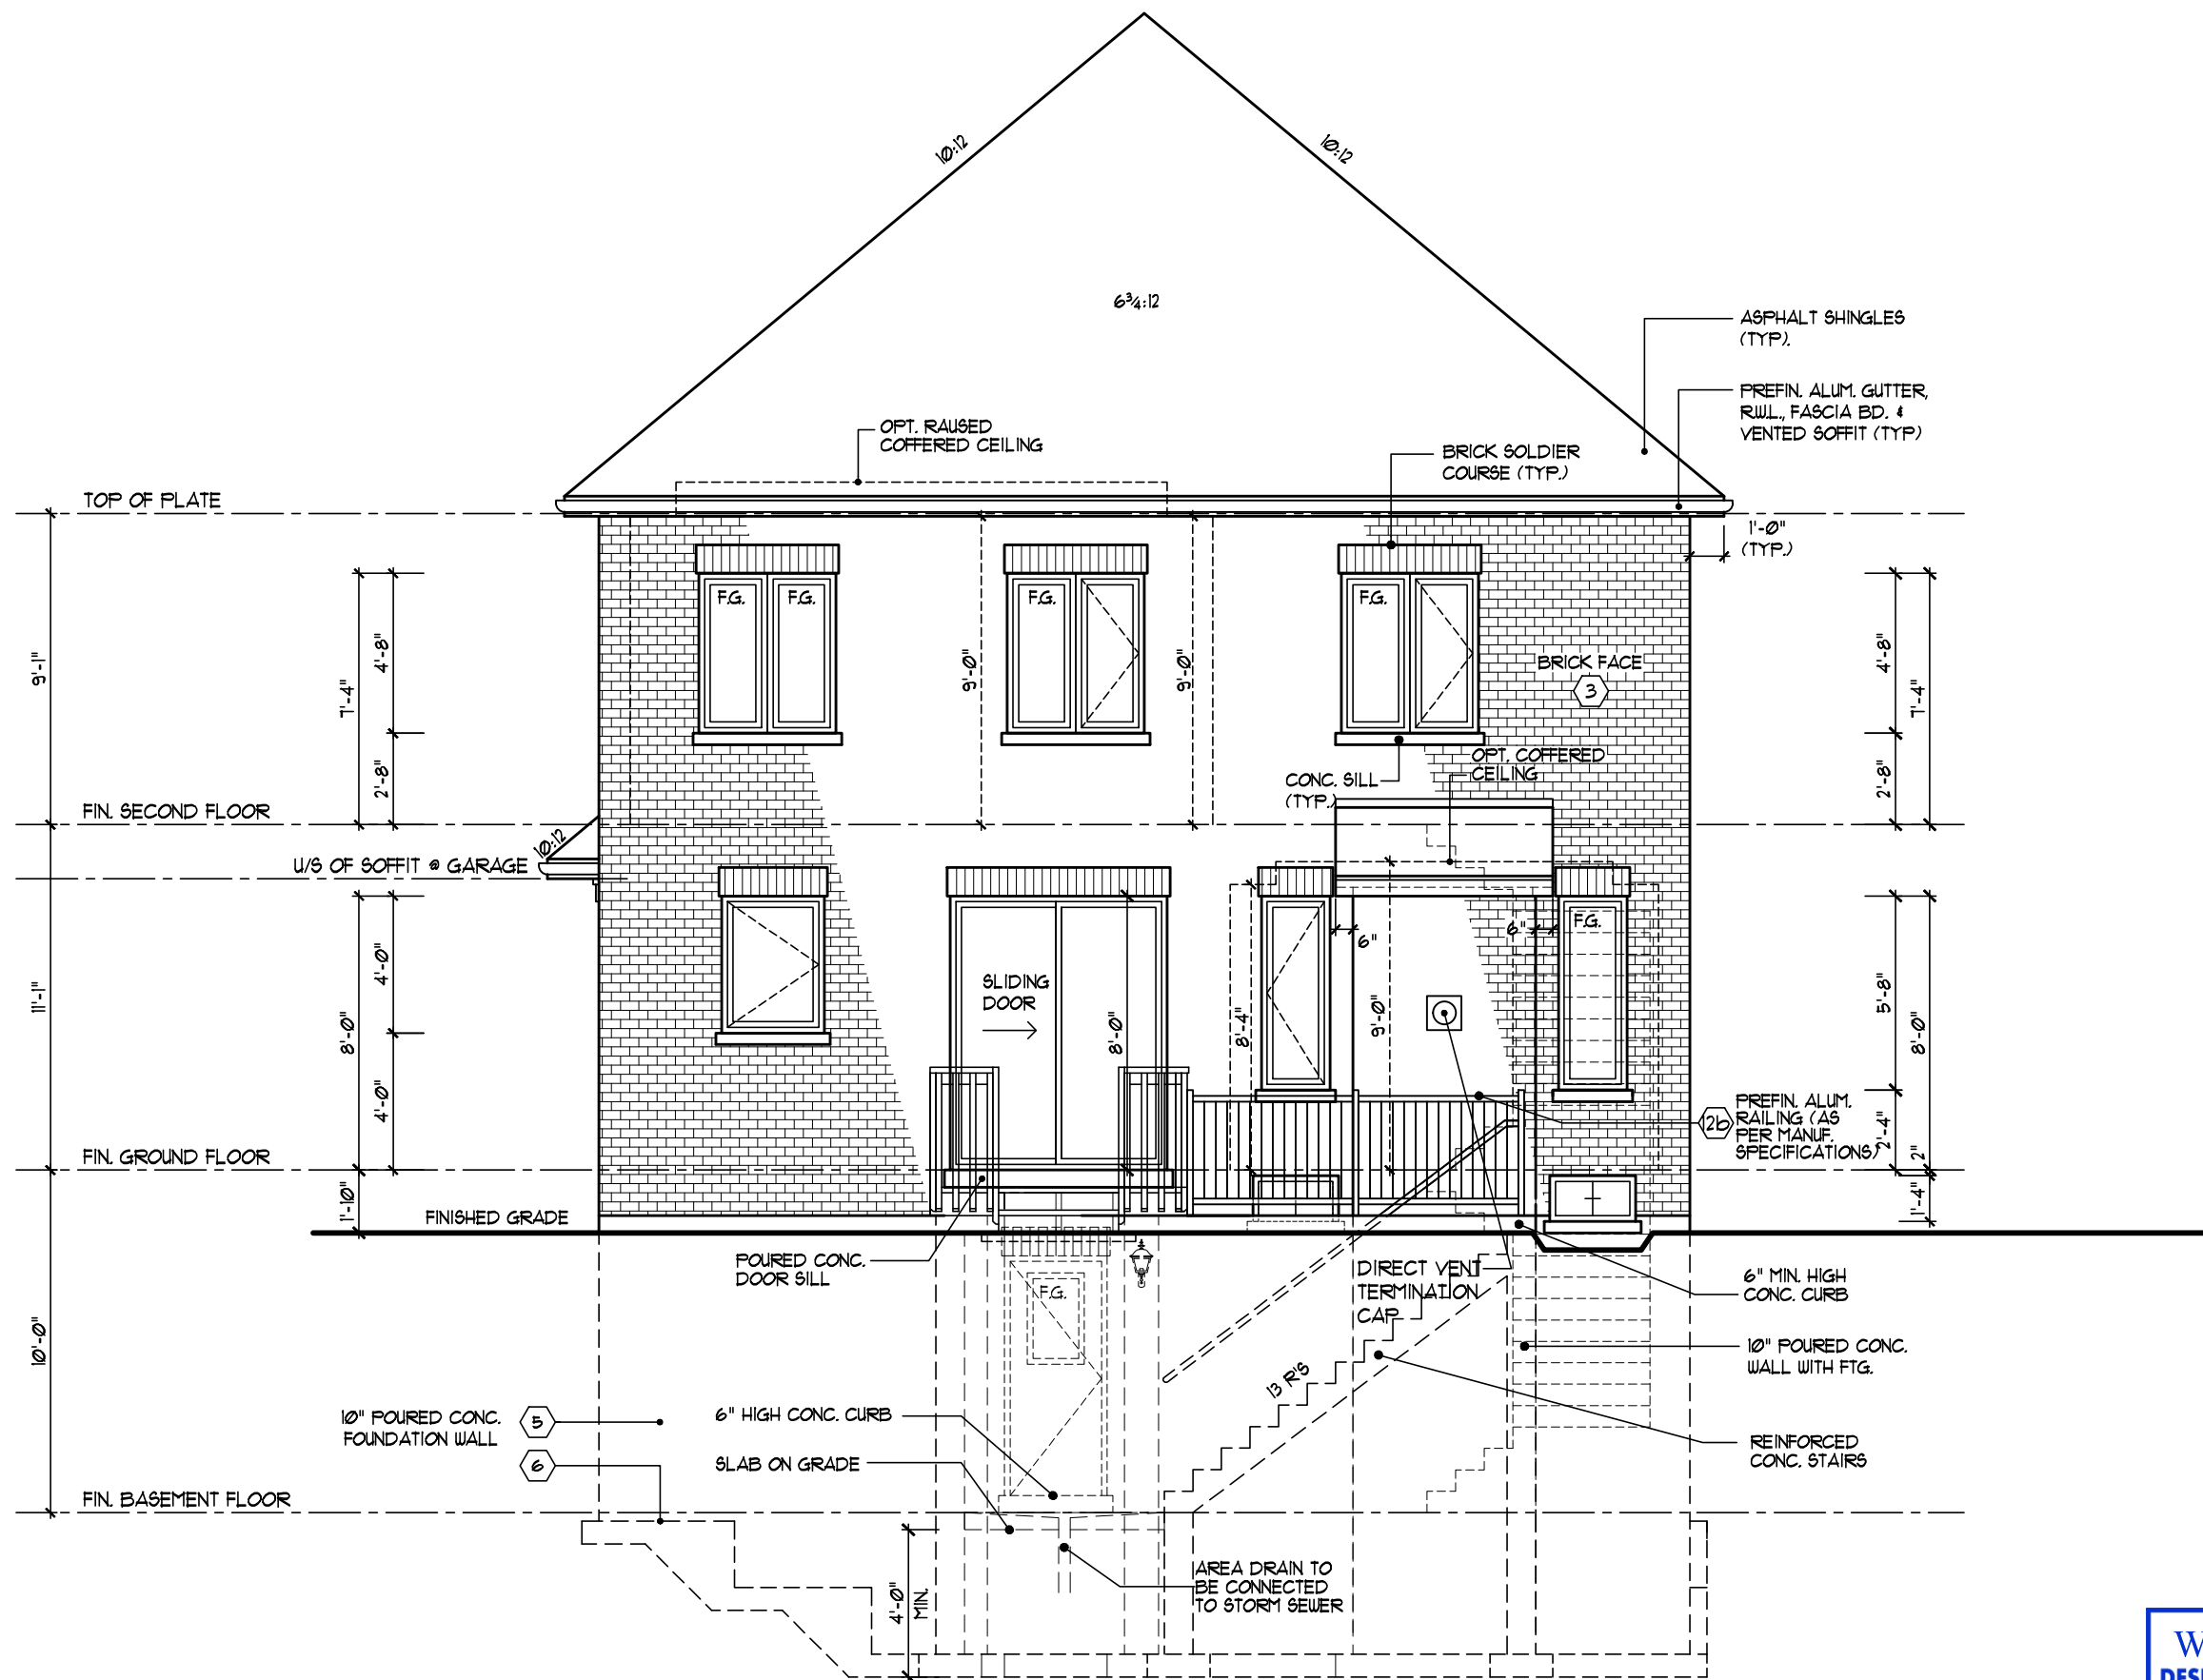 10:12
10:12
6¾:12
ASPHALT SHINGLES
(TYP).
PREFIN. ALUM. GUTTER,
R.W.L., FASCIA BD. &
VENTED SOFFIT (TYP)
OPT. RAUSED
COFFERED CEILING
BRICK SOLDIER
COURSE (TYP.)
TOP OF PLATE
1'-0"
(TYP.)
F.G.
F.G.
F.G.
F.G.
9'-1"
7'-4"
4'-8"
2'-8"
9'-0"
9'-0"
BRICK FACE
3
4'-8"
7'-4"
2'-8"
OPT. COFFERED
CEILING
CONC. SILL
(TYP.)
FIN. SECOND FLOOR
10:12
U/S OF SOFFIT @ GARAGE
11'-1"
8'-0"
4'-0"
4'-0"
SLIDING
DOOR
8'-0"
8'-4"
9'-0"
6"
6"
F.G.
5'-8"
8'-0"
2'-4"
2"
1'-4"
12b
PREFIN. ALUM.
RAILING (AS
PER MANUF.
SPECIFICATIONS)
FIN. GROUND FLOOR
1'-10"
FINISHED GRADE
POURED CONC.
DOOR SILL
F.G.
DIRECT VENT
TERMINATION
CAP
6" MIN. HIGH
CONC. CURB
10" POURED CONC.
WALL WITH FTG.
10'-0"
13 R'S
10" POURED CONC.
FOUNDATION WALL
5
6
6" HIGH CONC. CURB
SLAB ON GRADE
REINFORCED
CONC. STAIRS
FIN. BASEMENT FLOOR
4'-0"
MIN.
AREA DRAIN TO
BE CONNECTED
TO STORM SEWER